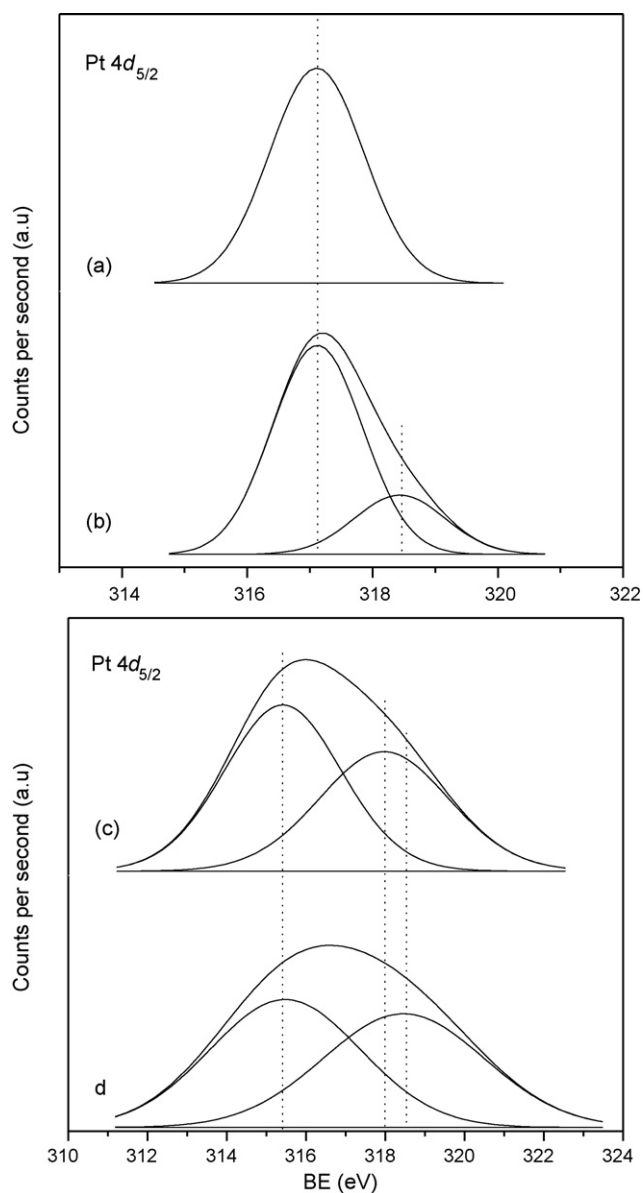 Pt 4d5/2
(a)
(b)
Counts per second (a.u)
314 316 318 320 322
Pt 4d5/2
(c)
d
Counts per second (a.u)
310 312 314 316 318 320 322 324
BE (eV)